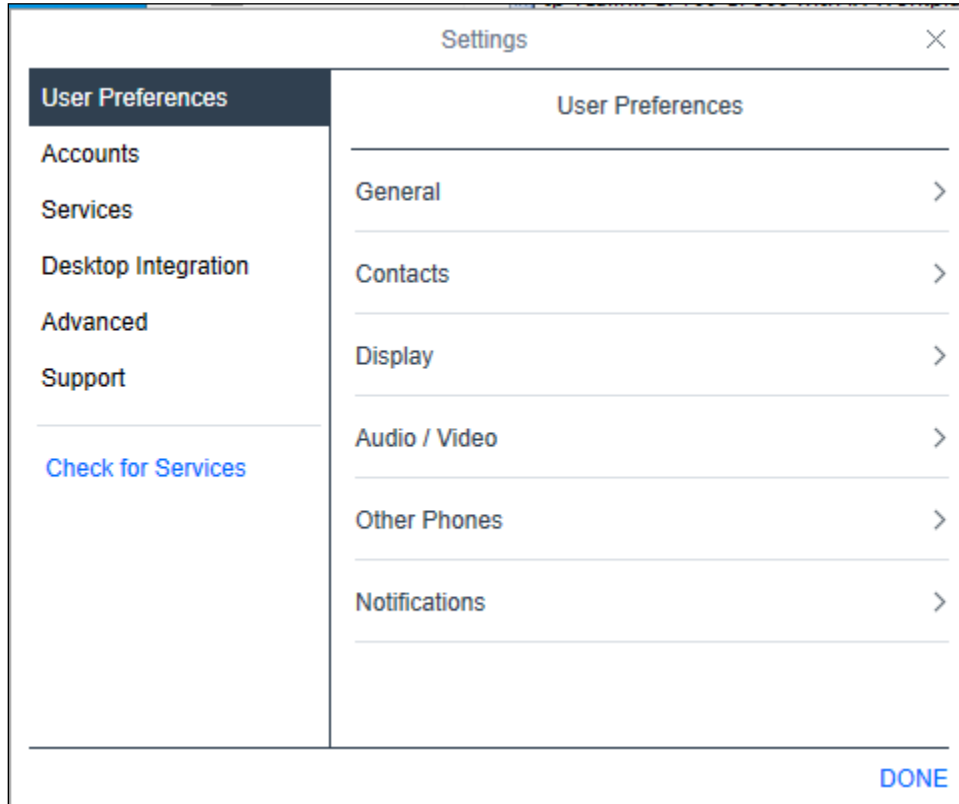 Settings
User Preferences
Accounts
Services
Desktop Integration
Advanced
Support
Check for Services
User Preferences
General
Contacts
Display
Audio / Video
Other Phones
Notifications
DONE